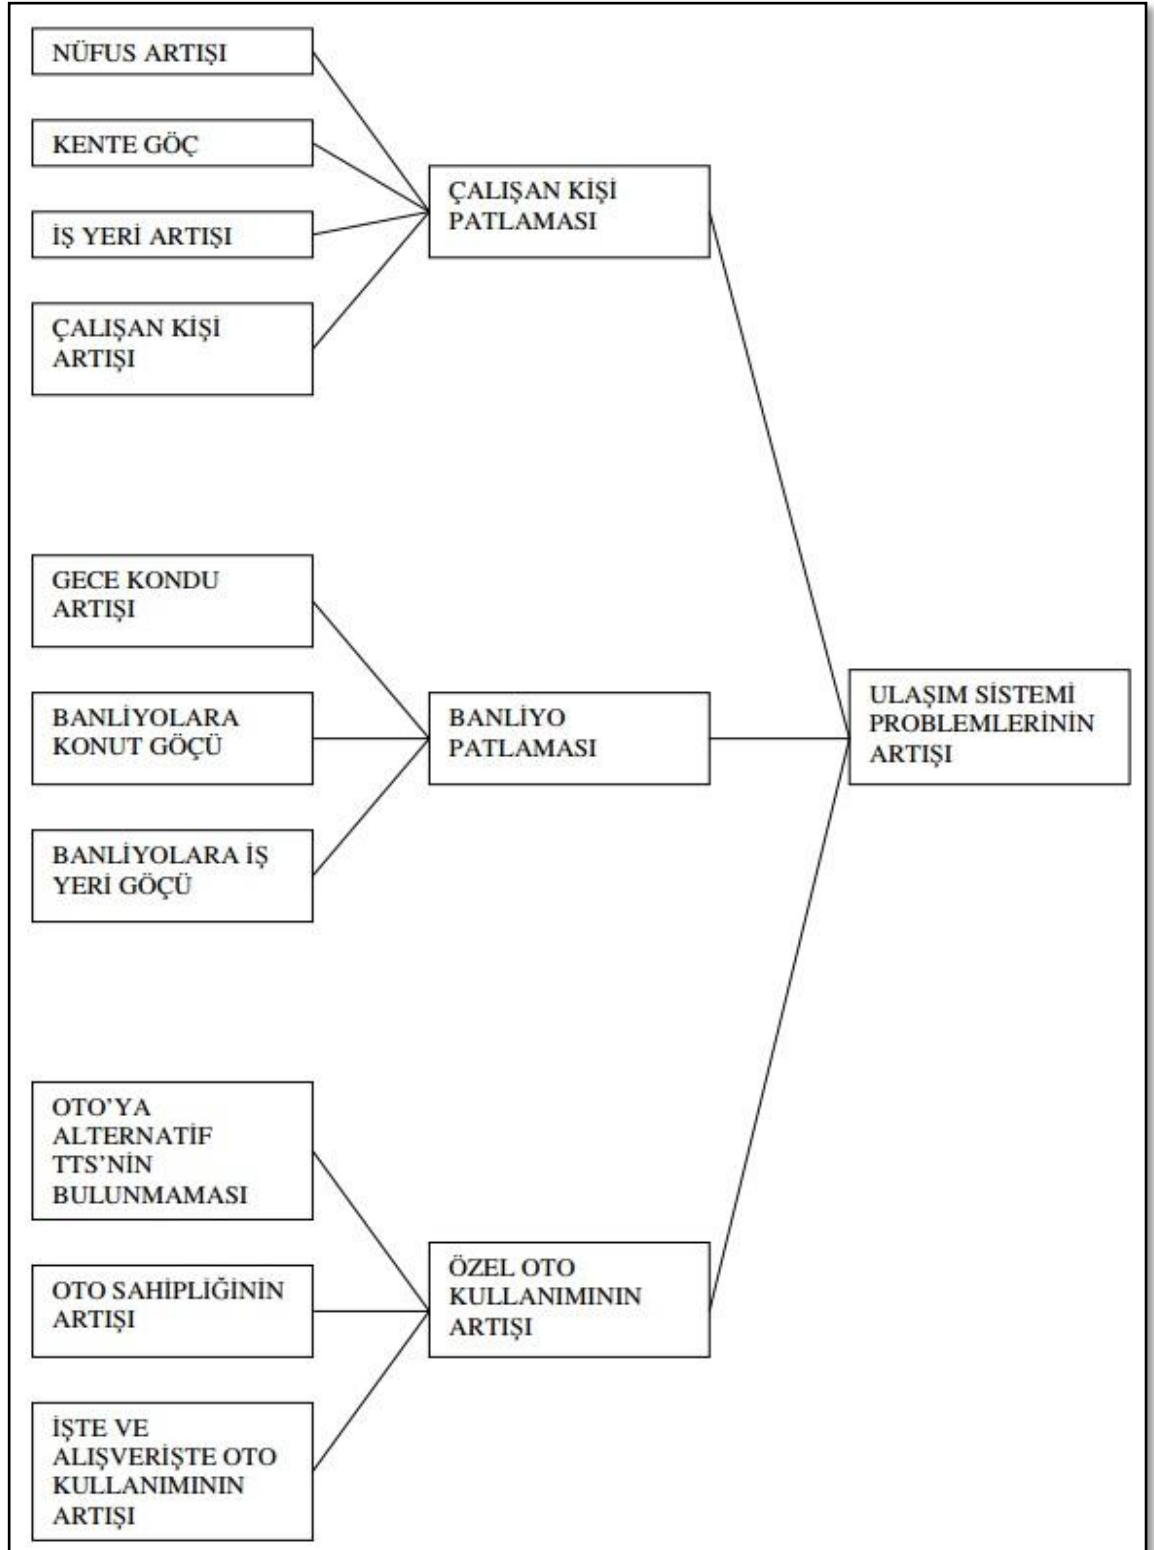 NÜFUS ARTIŞI
KENTE GÖÇ
İŞ YERİ ARTIŞI
ÇALIŞAN KİŞİ
ARTIŞI
ÇALIŞAN KİŞİ
PATLAMASI
GECE KONDU
ARTIŞI
BANLİYOLARA
KONUT GÖÇÜ
BANLİYOLARA İŞ
YERİ GÖÇÜ
BANLİYO
PATLAMASI
ULAŞIM SİSTEMİ
PROBLEMLERİNİN
ARTIŞI
OTO’YA
ALTERNATİF
TTS’NİN
BULUNMAMASI
OTO SAHİPLİĞİNİN
ARTIŞI
İŞTE VE
ALIŞVERİŞTE OTO
KULLANIMININ
ARTIŞI
ÖZEL OTO
KULLANIMININ
ARTIŞI